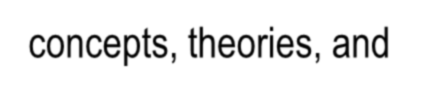 concepts, theories, and